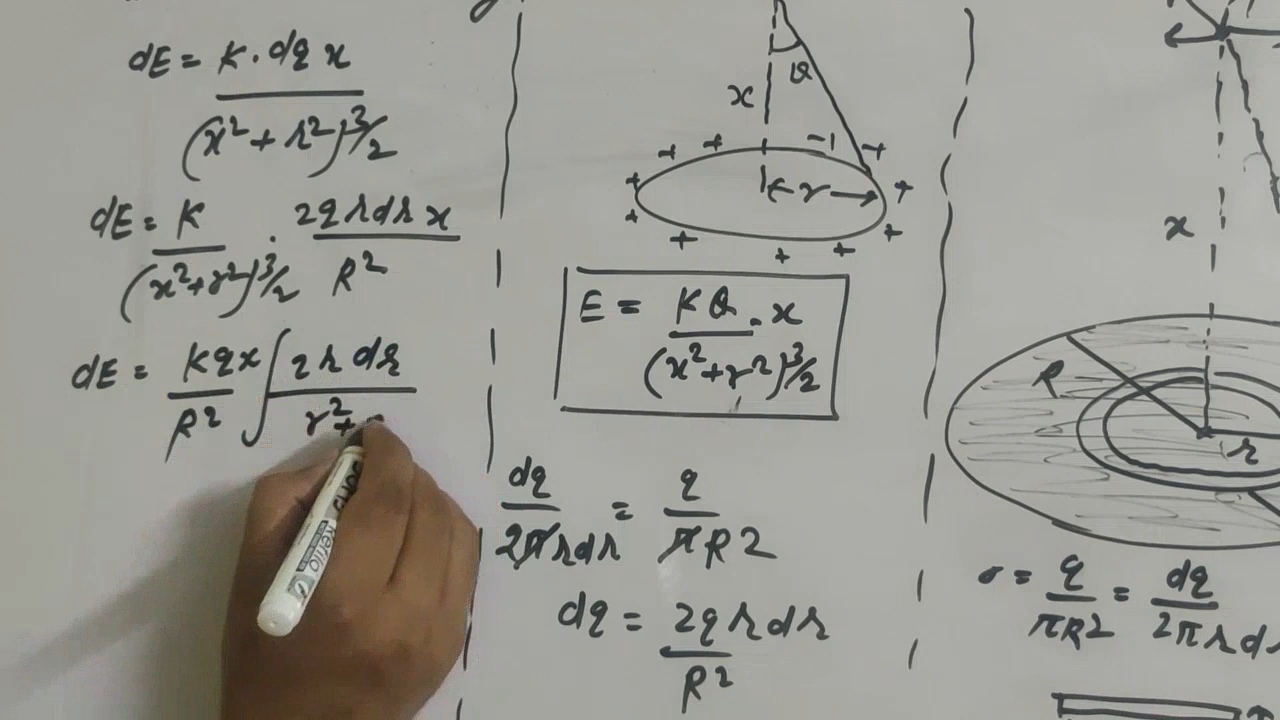 dE = K . dq x
(x² + r²)^3/2
dE = K . 2q r dr x
(x² + r²)^3/2 R²
dE = Kqx ∫ 2r dr
R² r² +
θ
x
+ + - + +
+ +
+ +
+ + +
← r →
E = KQ . x
(x² + r²)^3/2
dq = q
2πr dr πR2
dq = 2q r dr
R²
x
R
r
σ = q = dq
πR2 2πr d